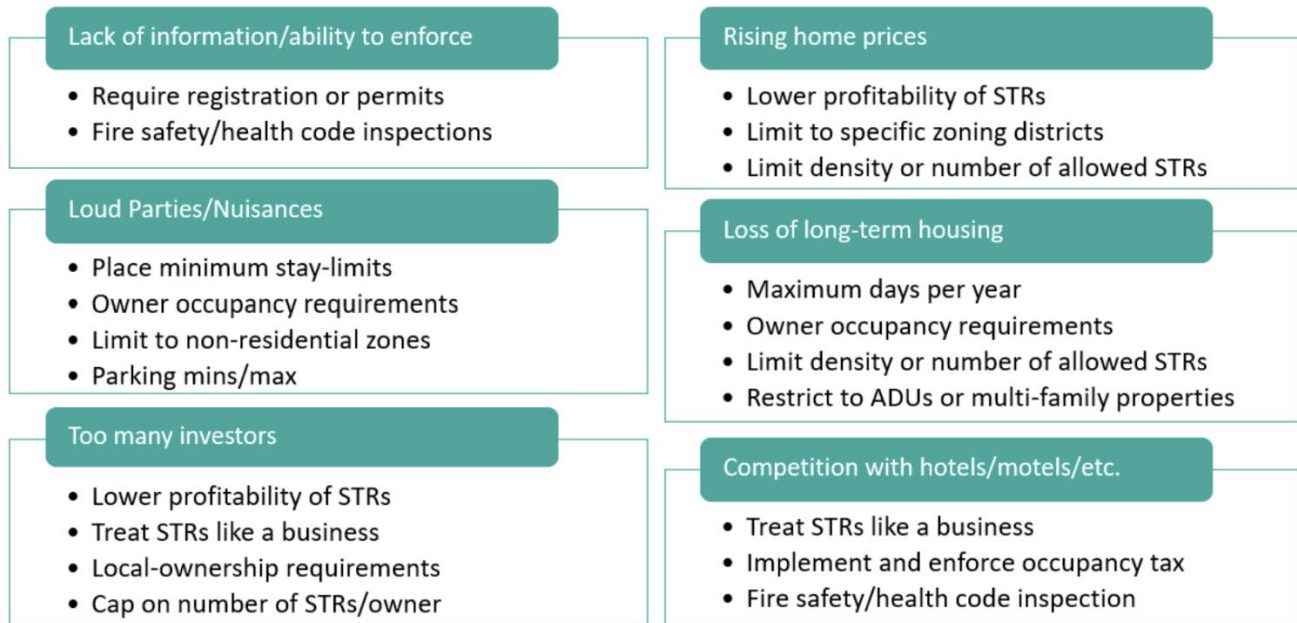 Lack of information/ability to enforce
• Require registration or permits
• Fire safety/health code inspections
Loud Parties/Nuisances
• Place minimum stay-limits
• Owner occupancy requirements
• Limit to non-residential zones
• Parking mins/max
Too many investors
• Lower profitability of STRs
• Treat STRs like a business
• Local-ownership requirements
• Cap on number of STRs/owner
Rising home prices
• Lower profitability of STRs
• Limit to specific zoning districts
• Limit density or number of allowed STRs
Loss of long-term housing
• Maximum days per year
• Owner occupancy requirements
• Limit density or number of allowed STRs
• Restrict to ADUs or multi-family properties
Competition with hotels/motels/etc.
• Treat STRs like a business
• Implement and enforce occupancy tax
• Fire safety/health code inspection